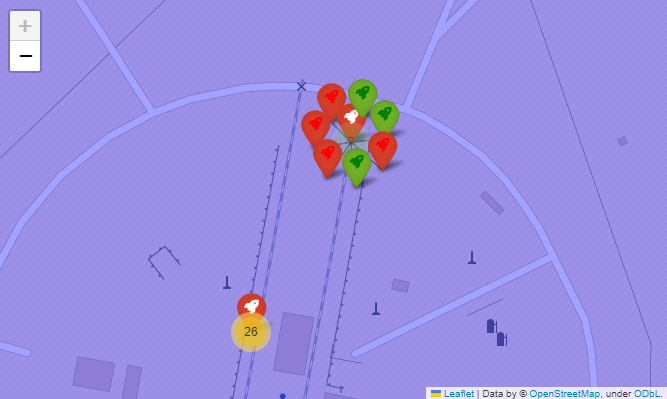 +
−
26
Leaflet | Data by © OpenStreetMap, under ODbL.